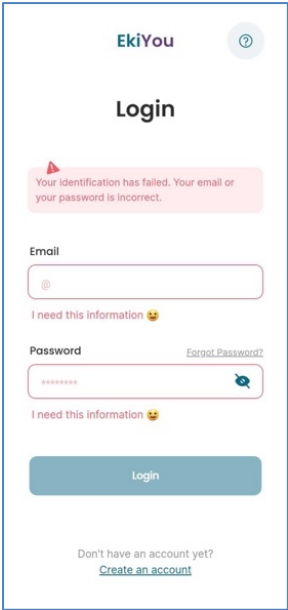 EkiYou
Login
Your identification has failed. Your email or
your password is incorrect.
Email
@
I need this information 😆
Password
Forgot Password?
********
I need this information 😆
Login
Don't have an account yet?
Create an account